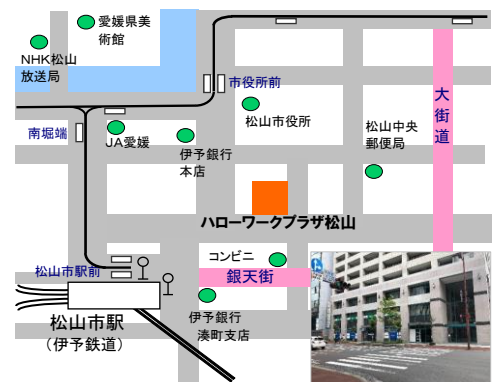 愛媛県美
術館
NHK松山
放送局
市役所前
松山市役所
大街道
南堀端
JA愛媛
伊予銀行
本店
松山中央
郵便局
ハローワークプラザ松山
コンビニ
銀天街
松山市駅前
伊予銀行
湊町支店
松山市駅
（伊予鉄道）